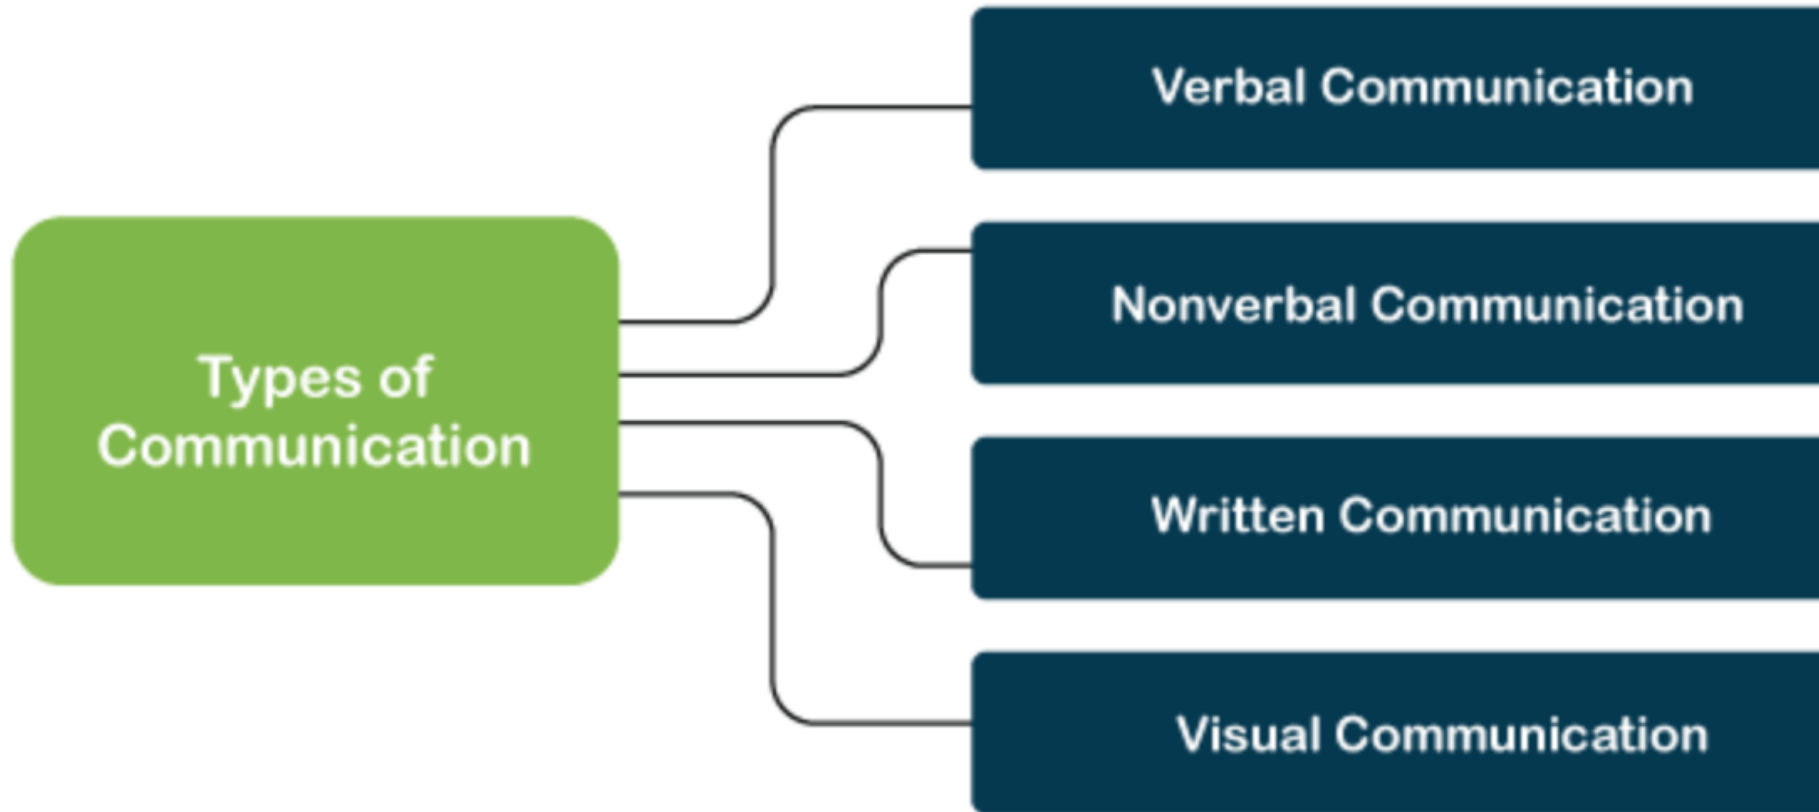 Types of
Communication
Verbal Communication
Nonverbal Communication
Written Communication
Visual Communication